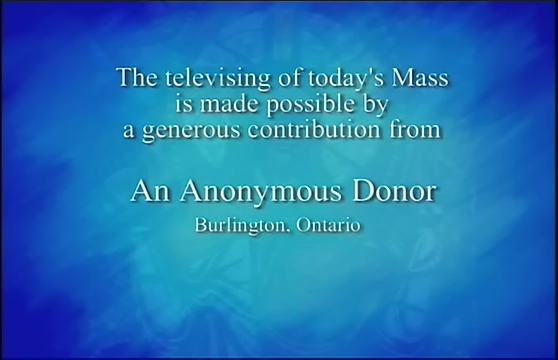 The televising of today's Mass
is made possible by
a generous contribution from
An Anonymous Donor
Burlington, Ontario